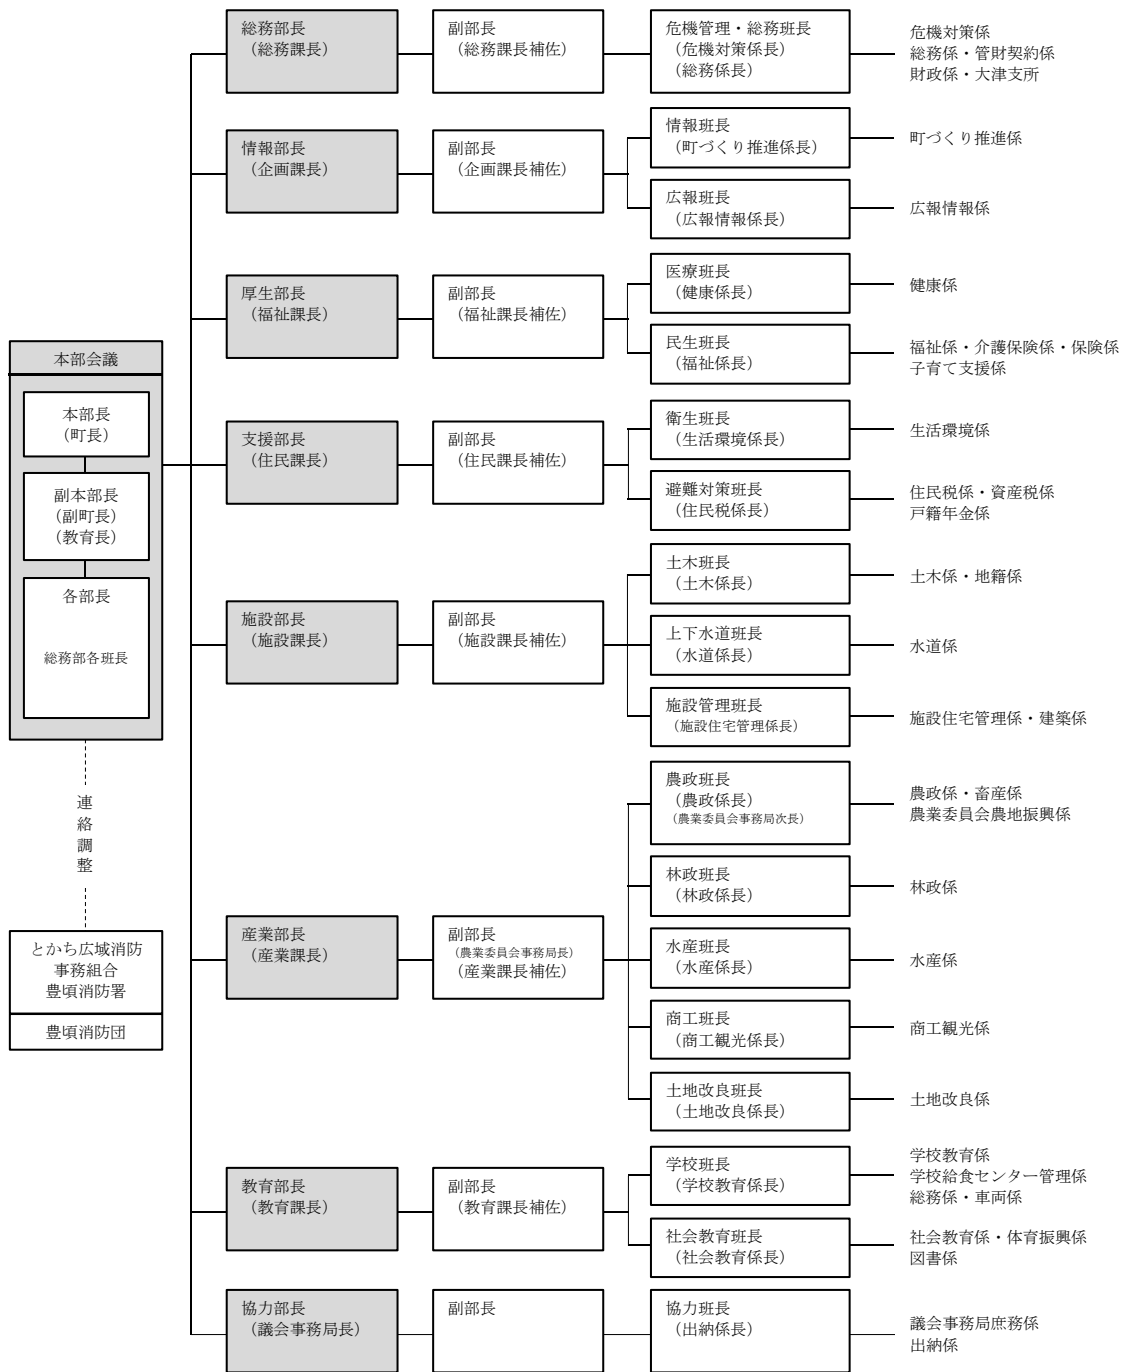 本部会議
本部長
（町長）
副本部長
（副町長）
（教育長）
各部長
総務部各班長
連絡調整
とかち広域消防
事務組合
豊頃消防署
豊頃消防団
総務部長
（総務課長）
副部長
（総務課長補佐）
危機管理・総務班長
（危機対策係長）
（総務係長）
危機対策係
総務係・管財契約係
財政係・大津支所
情報部長
（企画課長）
副部長
（企画課長補佐）
情報班長
（町づくり推進係長）
町づくり推進係
広報班長
（広報情報係長）
広報情報係
厚生部長
（福祉課長）
副部長
（福祉課長補佐）
医療班長
（健康係長）
健康係
民生班長
（福祉係長）
福祉係・介護保険係・保険係
子育て支援係
支援部長
（住民課長）
副部長
（住民課長補佐）
衛生班長
（生活環境係長）
生活環境係
避難対策班長
（住民税係長）
住民税係・資産税係
戸籍年金係
施設部長
（施設課長）
副部長
（施設課長補佐）
土木班長
（土木係長）
土木係・地籍係
上下水道班長
（水道係長）
水道係
施設管理班長
（施設住宅管理係長）
施設住宅管理係・建築係
産業部長
（産業課長）
副部長
（農業委員会事務局長）
（産業課長補佐）
農政班長
（農政係長）
（農業委員会事務局次長）
農政係・畜産係
農業委員会農地振興係
林政班長
（林政係長）
林政係
水産班長
（水産係長）
水産係
商工班長
（商工観光係長）
商工観光係
土地改良班長
（土地改良係長）
土地改良係
教育部長
（教育課長）
副部長
（教育課長補佐）
学校班長
（学校教育係長）
学校教育係
学校給食センター管理係
総務係・車両係
社会教育班長
（社会教育係長）
社会教育係・体育振興係
図書係
協力部長
（議会事務局長）
副部長
協力班長
（出納係長）
議会事務局庶務係
出納係